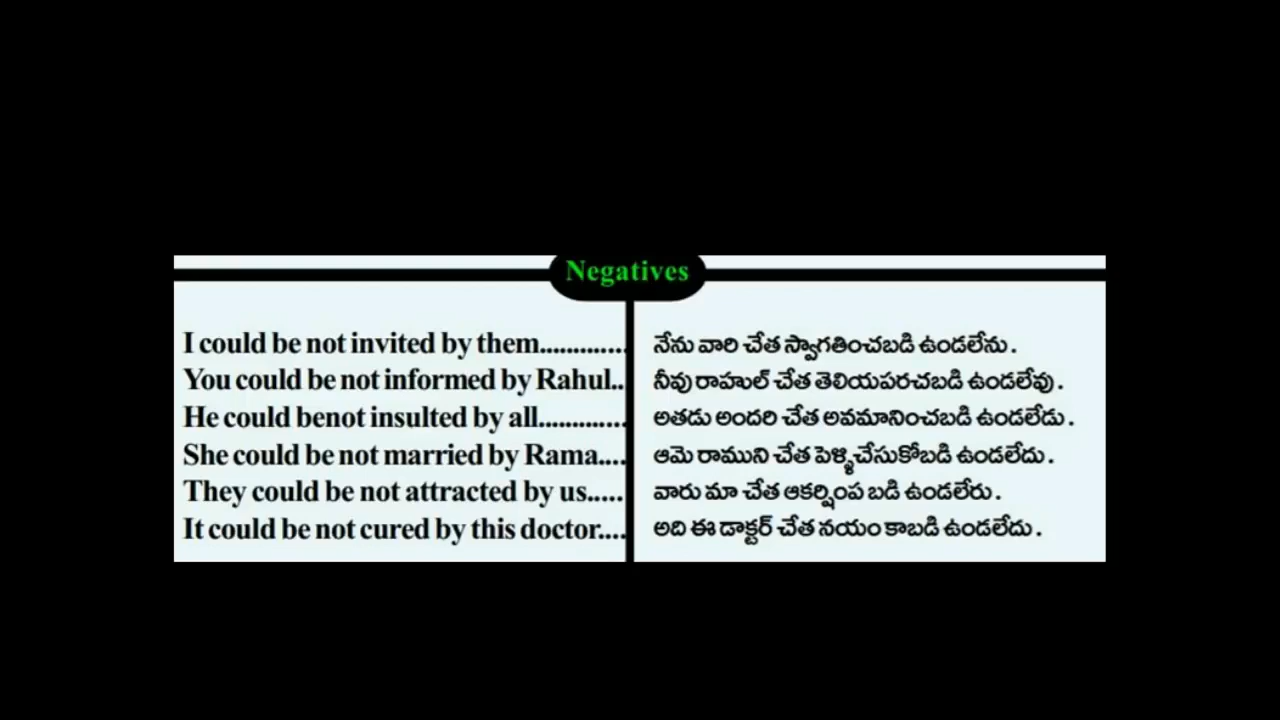 Negatives
I could be not invited by them.............
నేను వారి చేత స్వాగతించబడి ఉండలేను.
You could be not informed by Rahul..
నీవు రాహుల్ చేత తెలియపరచబడి ఉండలేవు.
He could benot insulted by all.............
అతడు అందరి చేత అవమానించబడి ఉండలేడు.
She could be not married by Rama....
ఆమె రాముని చేత పెళ్ళిచేసుకోబడి ఉండలేదు.
They could be not attracted by us.....
వారు మా చేత ఆకర్షింప బడి ఉండలేరు.
It could be not cured by this doctor....
అది ఈ డాక్టర్ చేత నయం కాబడి ఉండలేదు.